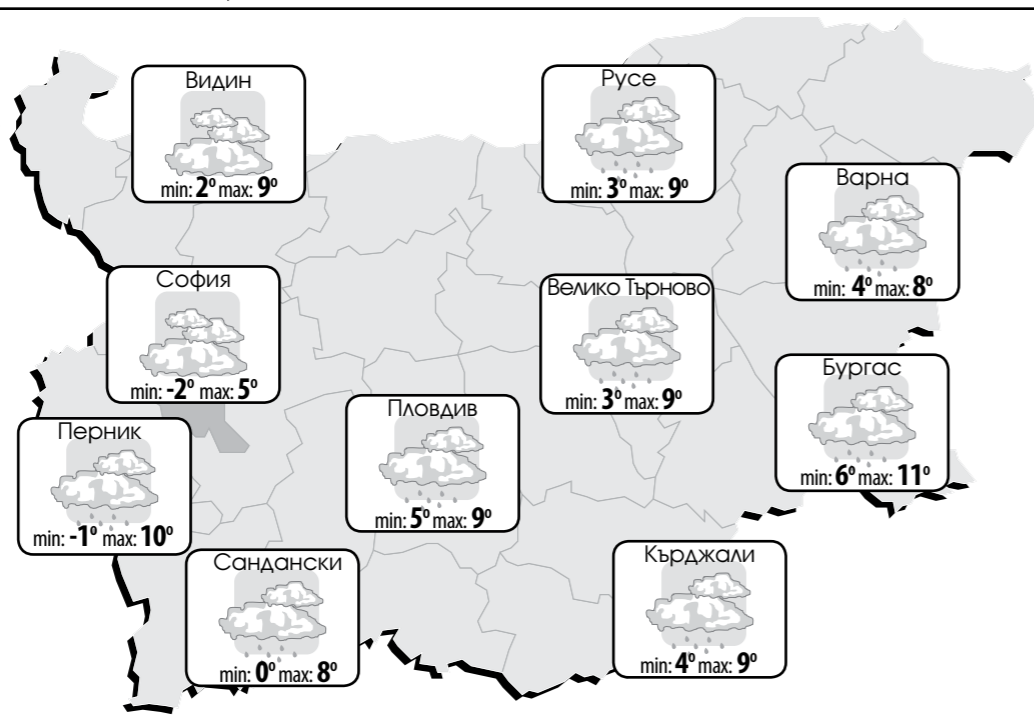 Видин
min: 2° max: 9°
Русе
min: 3° max: 9°
Варна
min: 4° max: 8°
София
min: -2° max: 5°
Велико Търново
min: 3° max: 9°
Бургас
min: 6° max: 11°
Пловдив
min: 5° max: 9°
Перник
min: -1° max: 10°
Сандански
min: 0° max: 8°
Кърджали
min: 4° max: 9°